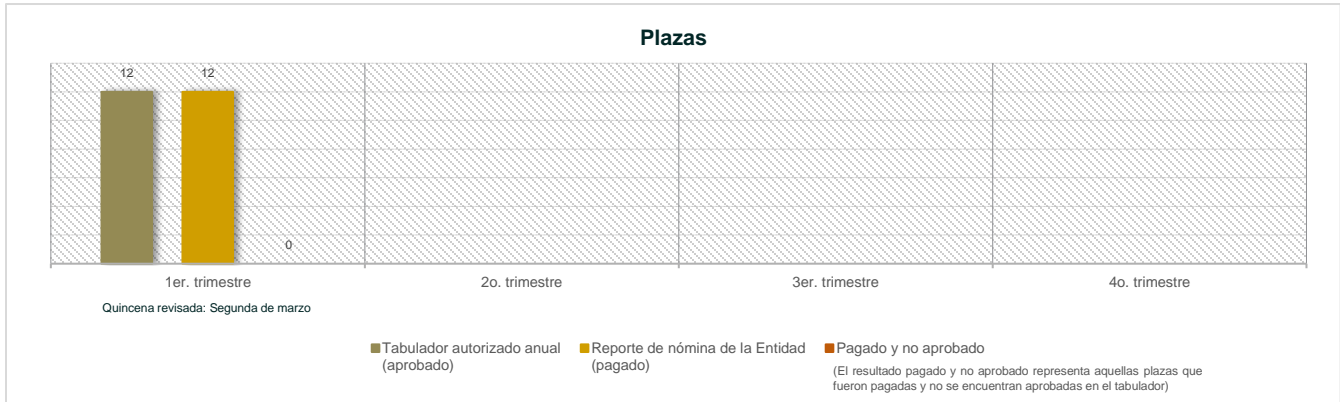 Plazas
12
12
0
1er. trimestre
2o. trimestre
3er. trimestre
4o. trimestre
Quincena revisada: Segunda de marzo
Tabulador autorizado anual
(aprobado)
Reporte de nómina de la Entidad
(pagado)
Pagado y no aprobado
(El resultado pagado y no aprobado representa aquellas plazas que
fueron pagadas y no se encuentran aprobadas en el tabulador)